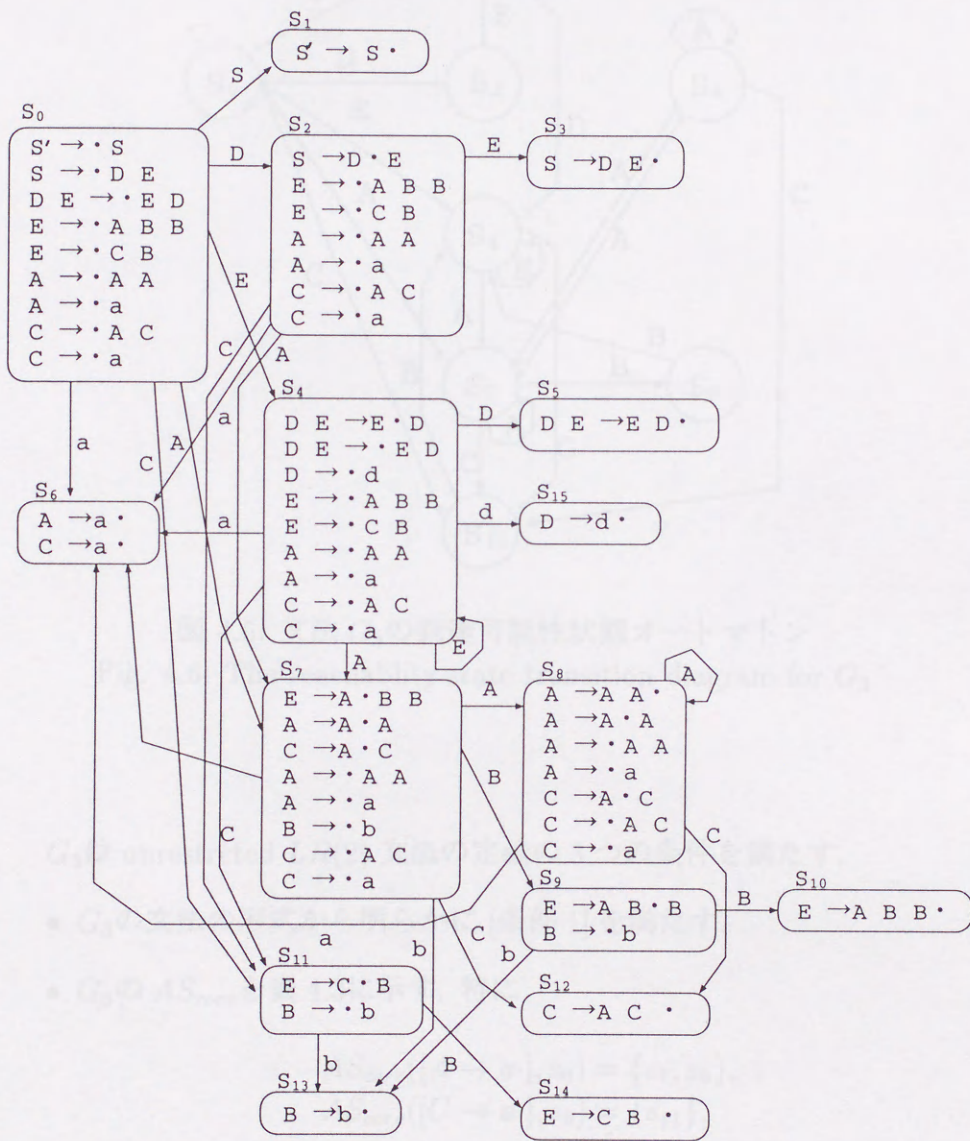 S1
S' → S ·
S
S0
S' → · S
S → · D E
D E → · E D
E → · A B B
E → · C B
A → · A A
A → · a
C → · A C
C → · a
D
S2
S → D · E
E → · A B B
E → · C B
A → · A A
A → · a
C → · A C
C → · a
E
S3
S → D E ·
E
C
A
a
a
C
A
S4
D E → E · D
D E → · E D
D → · d
E → · A B B
E → · C B
A → · A A
A → · a
C → · A C
C → · a
D
S5
D E → E D ·
d
S15
D → d ·
S6
A → a ·
C → a ·
a
A
E
C
S7
E → A · B B
A → A · A
C → A · C
A → · A A
A → · a
B → · b
C → · A C
C → · a
A
B
S8
A → A A ·
A → A · A
A → · A A
A → · a
C → A · C
C → · A C
C → · a
A
C
S9
E → A B · B
B → · b
B
S10
E → A B B ·
a
b
C
b
S11
E → C · B
B → · b
S12
C → A C ·
b
B
S13
B → b ·
S14
E → C B ·